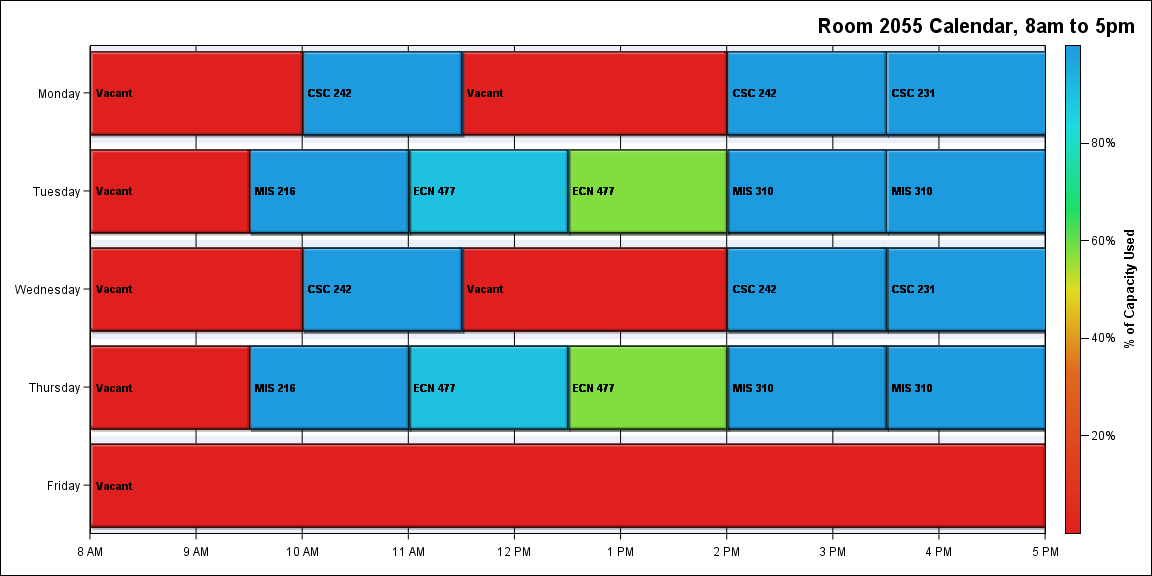 Room 2055 Calendar, 8am to 5pm
Monday
Vacant
CSC 242
Vacant
CSC 242
CSC 231
Tuesday
Vacant
MIS 216
ECN 477
ECN 477
MIS 310
MIS 310
Wednesday
Vacant
CSC 242
Vacant
CSC 242
CSC 231
Thursday
Vacant
MIS 216
ECN 477
ECN 477
MIS 310
MIS 310
Friday
Vacant
8 AM
9 AM
10 AM
11 AM
12 PM
1 PM
2 PM
3 PM
4 PM
5 PM
80%
60%
40%
20%
% of Capacity Used